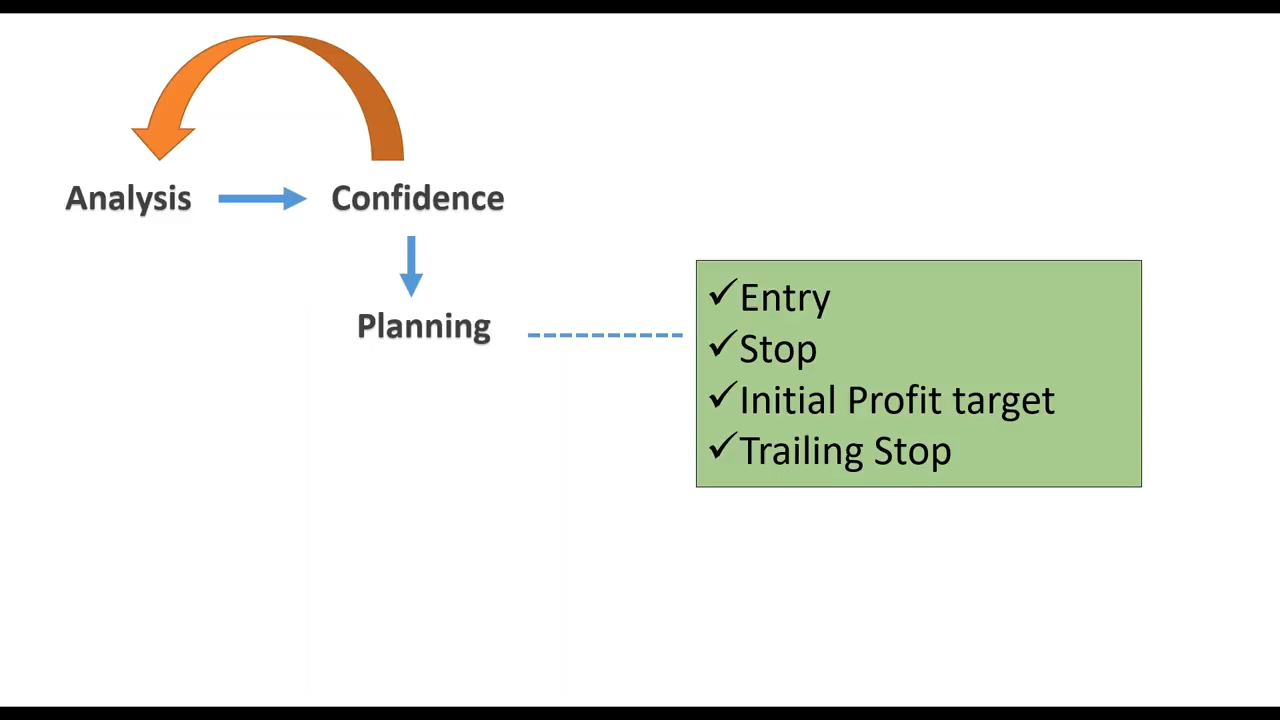 Analysis
Confidence
Planning
✓Entry
✓Stop
✓Initial Profit target
✓Trailing Stop